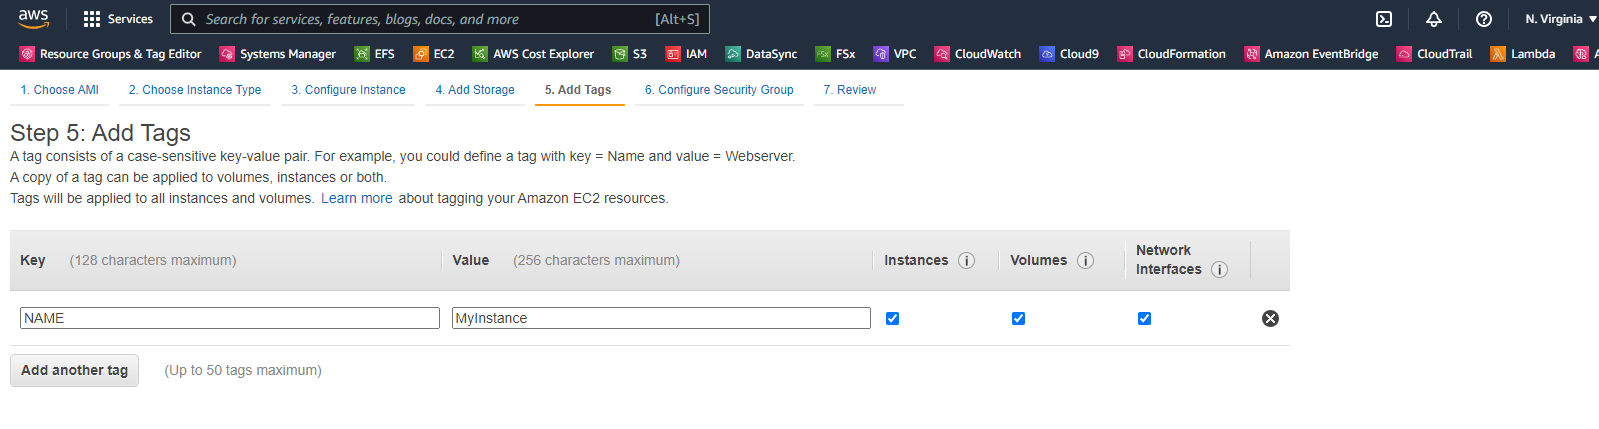 aws Services Search for services, features, blogs, docs, and more [Alt+S] N. Virginia
Resource Groups & Tag Editor Systems Manager EFS EC2 AWS Cost Explorer S3 IAM DataSync FSx VPC CloudWatch Cloud9 CloudFormation Amazon EventBridge CloudTrail Lambda
1. Choose AMI 2. Choose Instance Type 3. Configure Instance 4. Add Storage 5. Add Tags 6. Configure Security Group 7. Review
Step 5: Add Tags
A tag consists of a case-sensitive key-value pair. For example, you could define a tag with key = Name and value = Webserver.
A copy of a tag can be applied to volumes, instances or both.
Tags will be applied to all instances and volumes. Learn more about tagging your Amazon EC2 resources.
Key (128 characters maximum) Value (256 characters maximum) Instances Volumes Network Interfaces
NAME MyInstance
Add another tag (Up to 50 tags maximum)